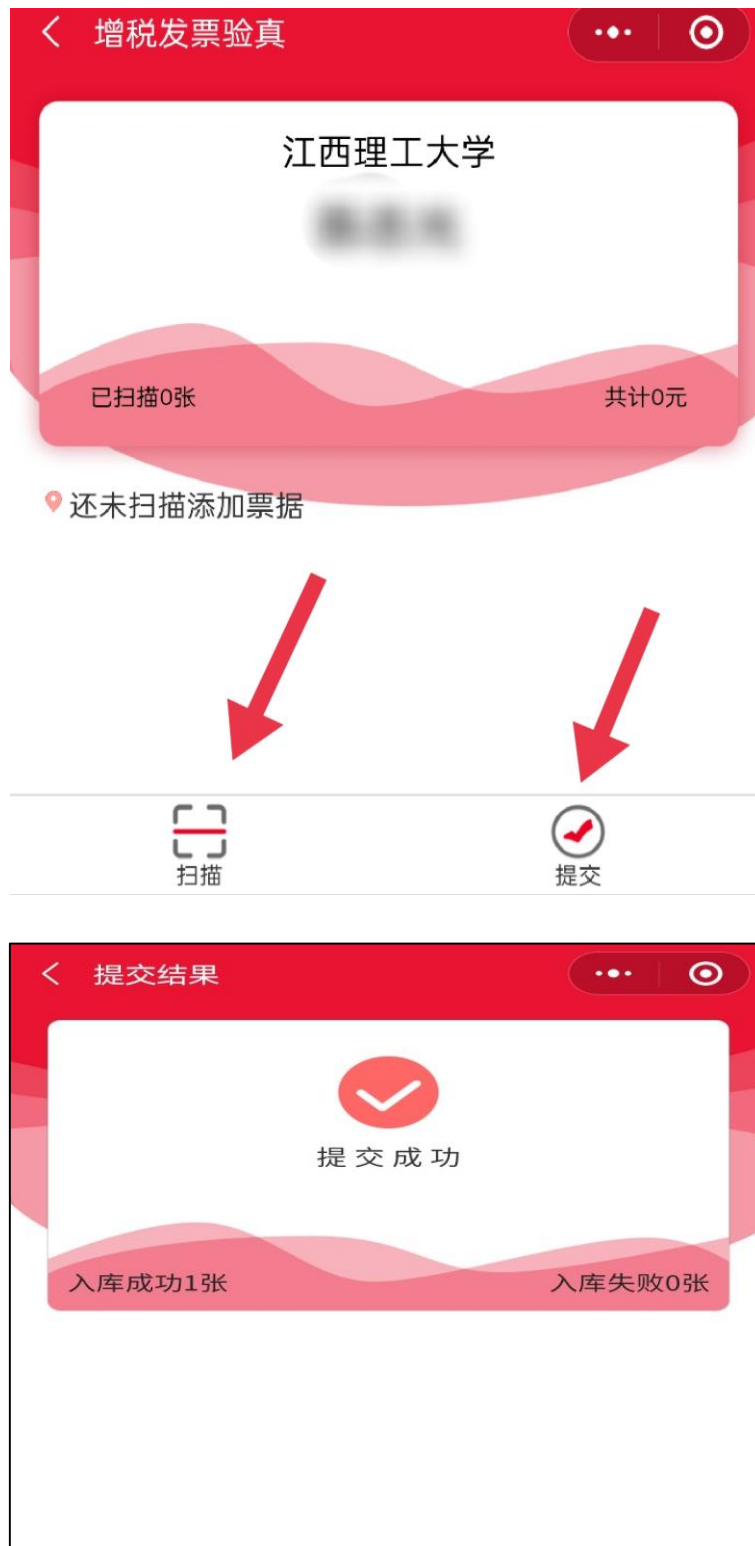 增税发票验真
江西理工大学
已扫描0张
共计0元
还未扫描添加票据
扫描
提交
提交结果
提交成功
入库成功1张
入库失败0张